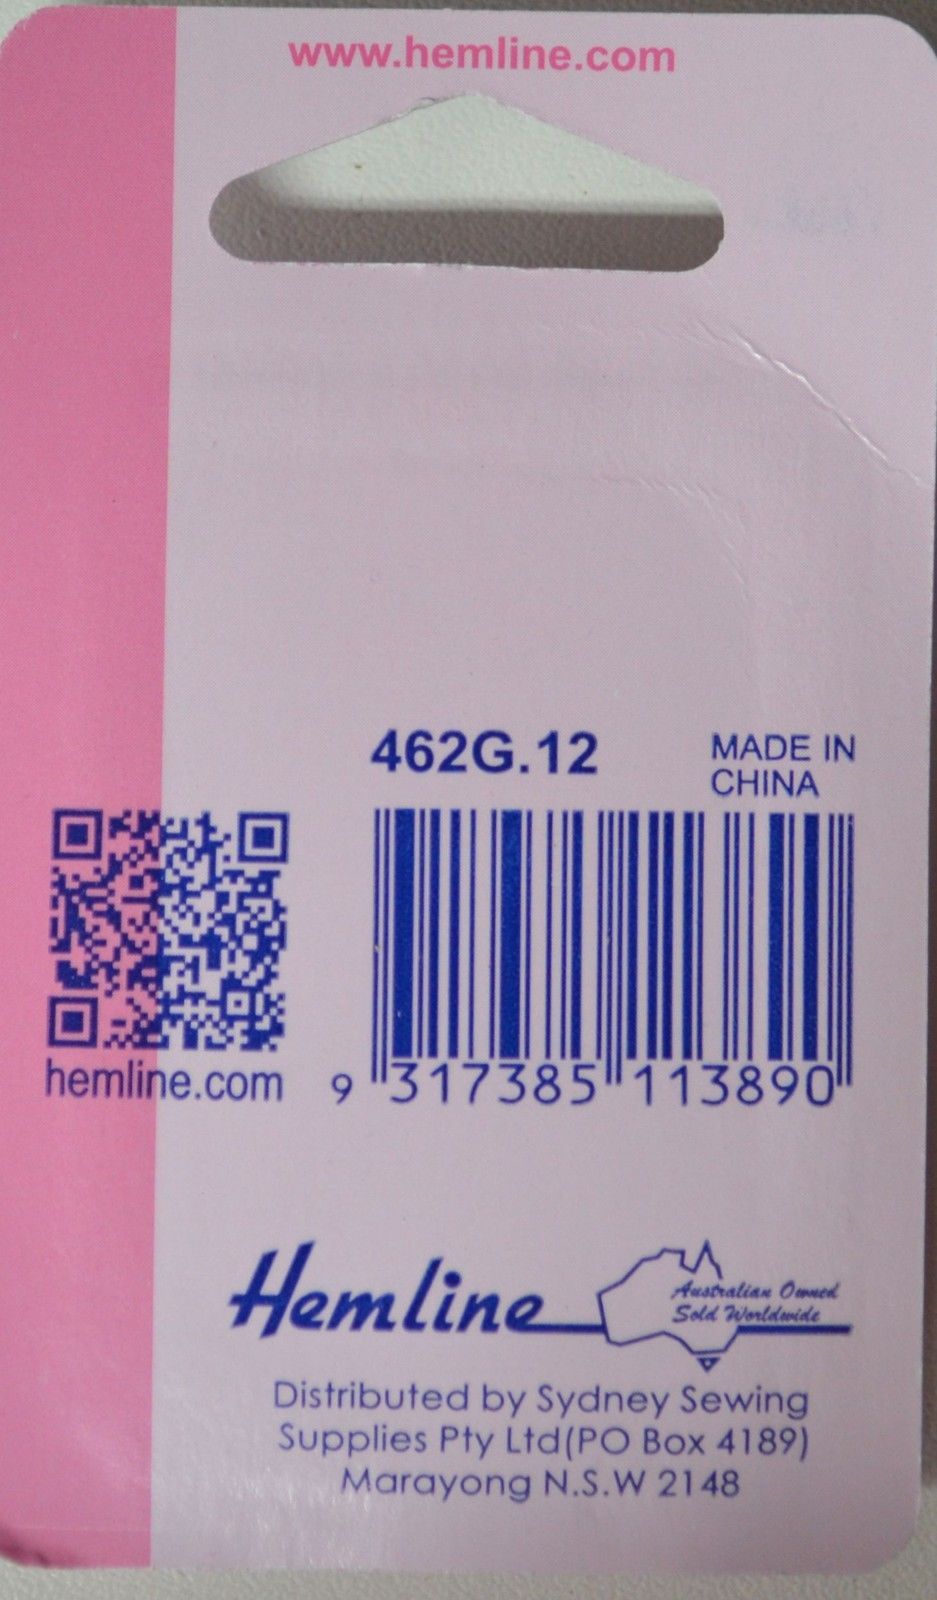 www.hemline.com
462G.12
MADE IN
CHINA
hemline.com
9 317385 113890
Hemline
Australian Owned
Sold Worldwide
Distributed by Sydney Sewing
Supplies Pty Ltd(PO Box 4189)
Marayong N.S.W 2148